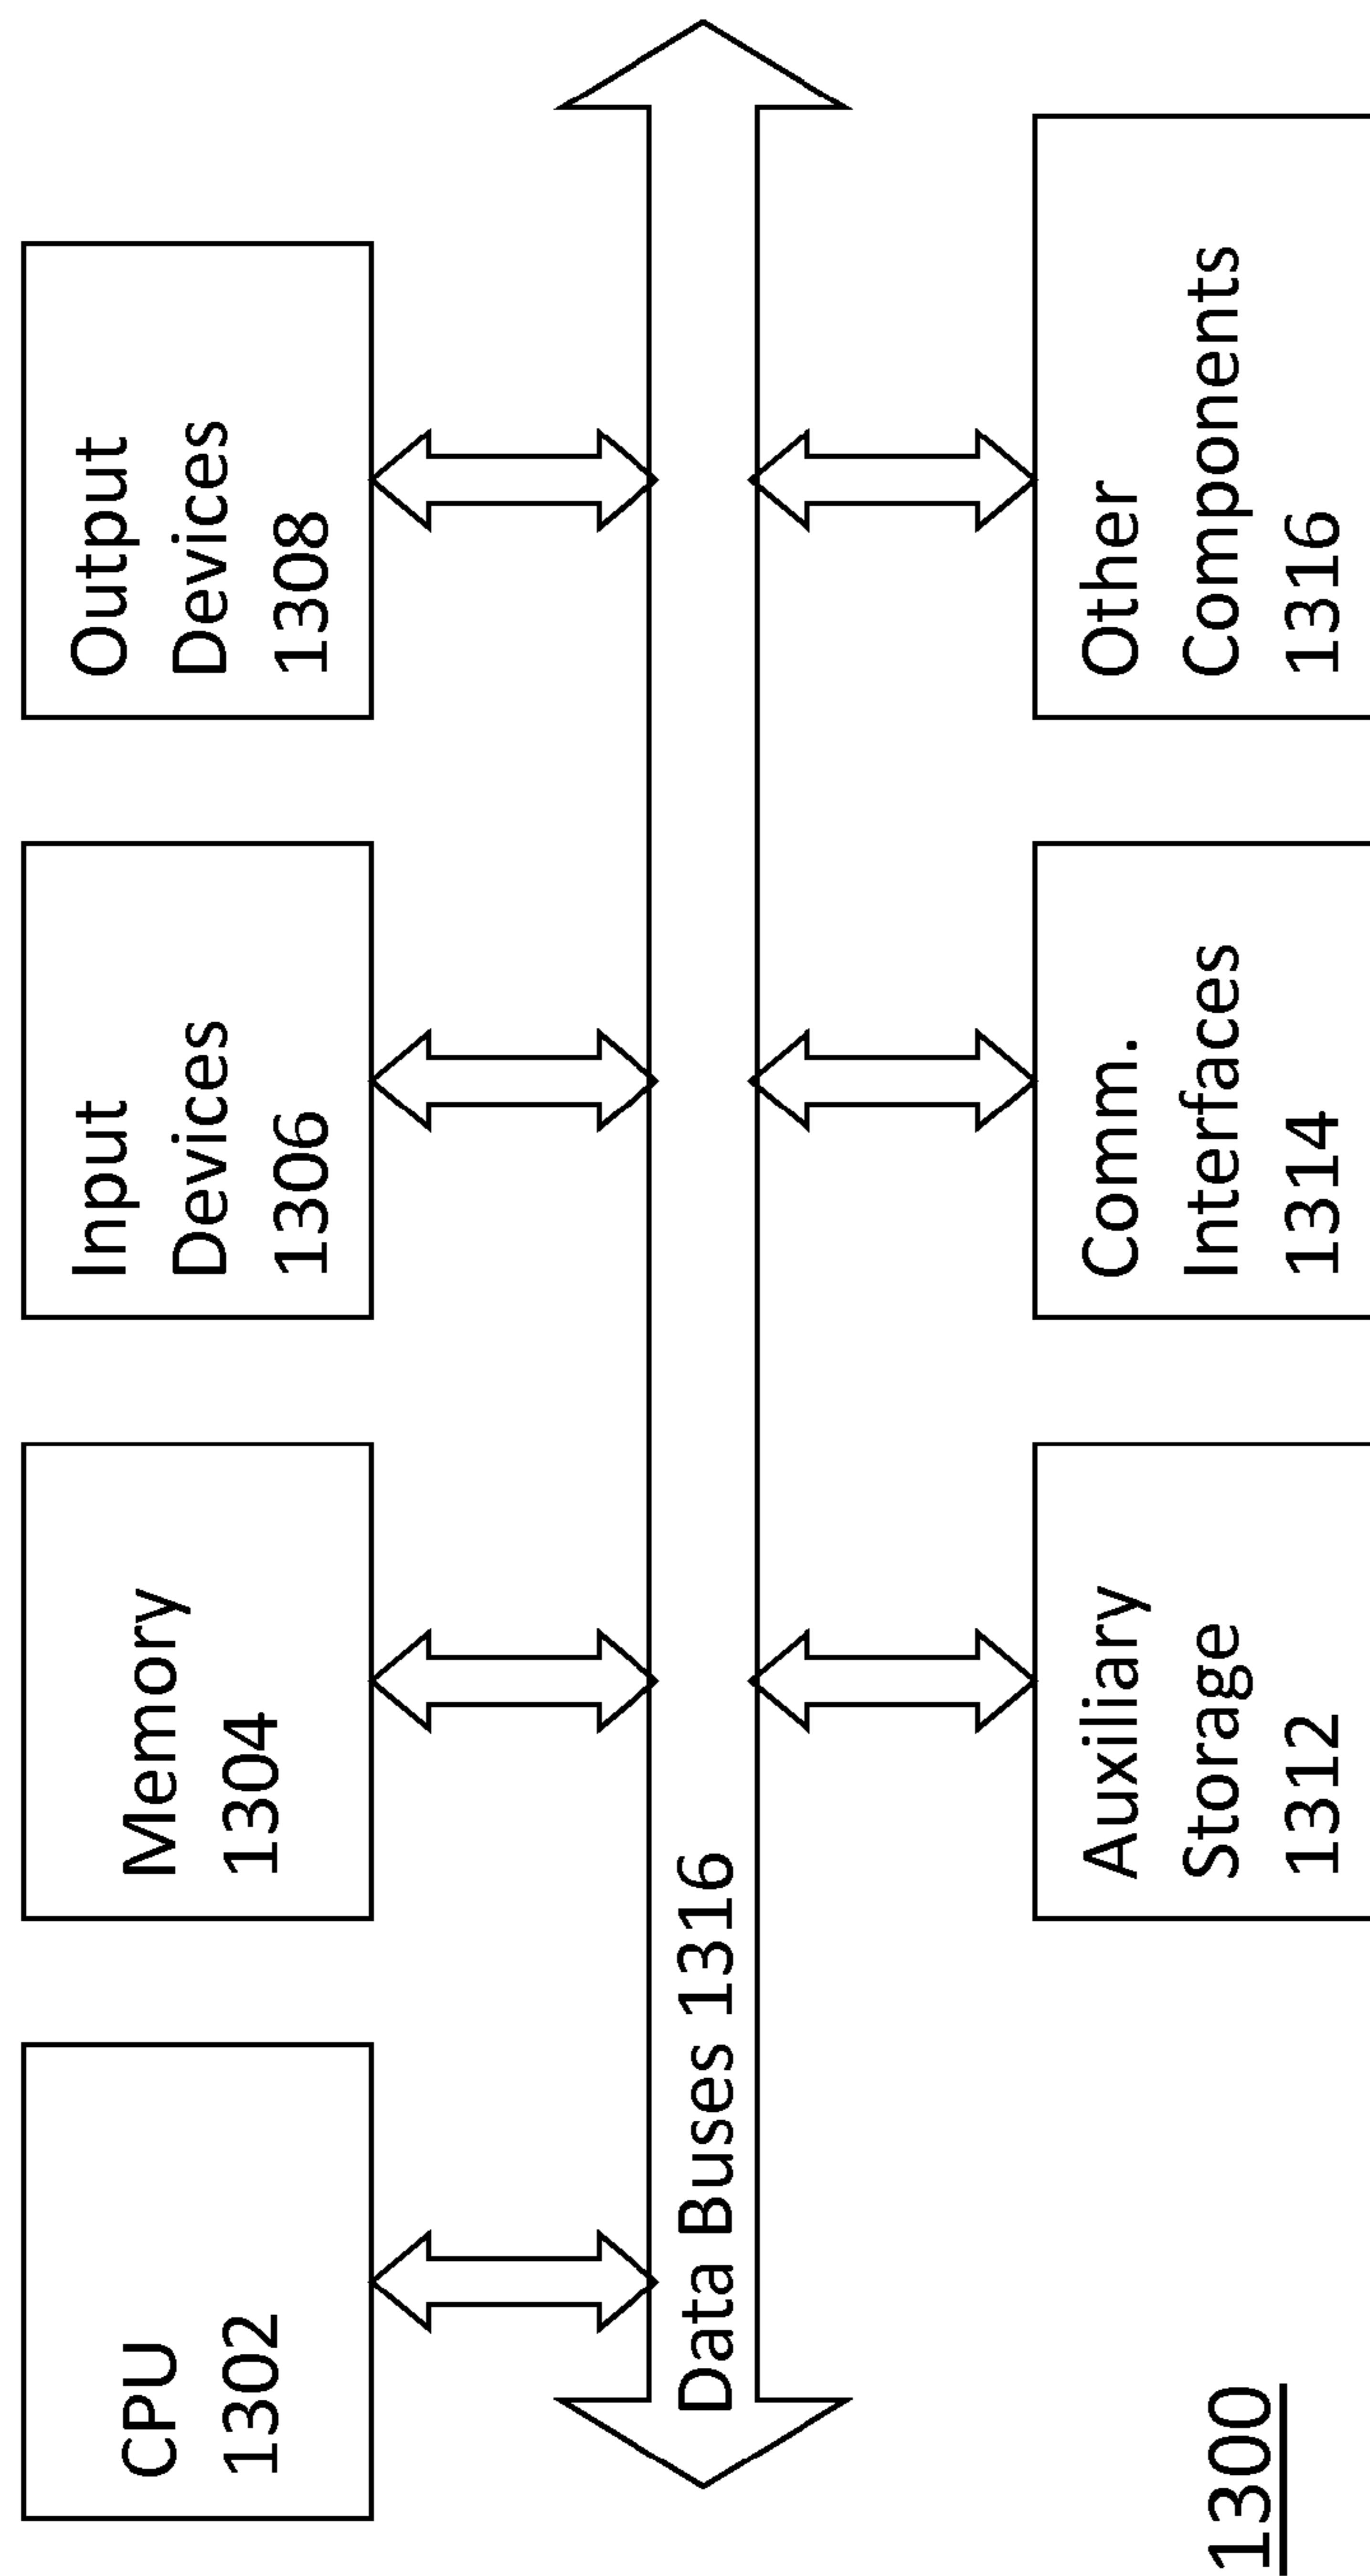 CPU
1302
Memory
1304
Input
Devices
1306
Output
Devices
1308
Data Buses 1316
Auxiliary
Storage
1312
Comm.
Interfaces
1314
Other
Components
1316
1300